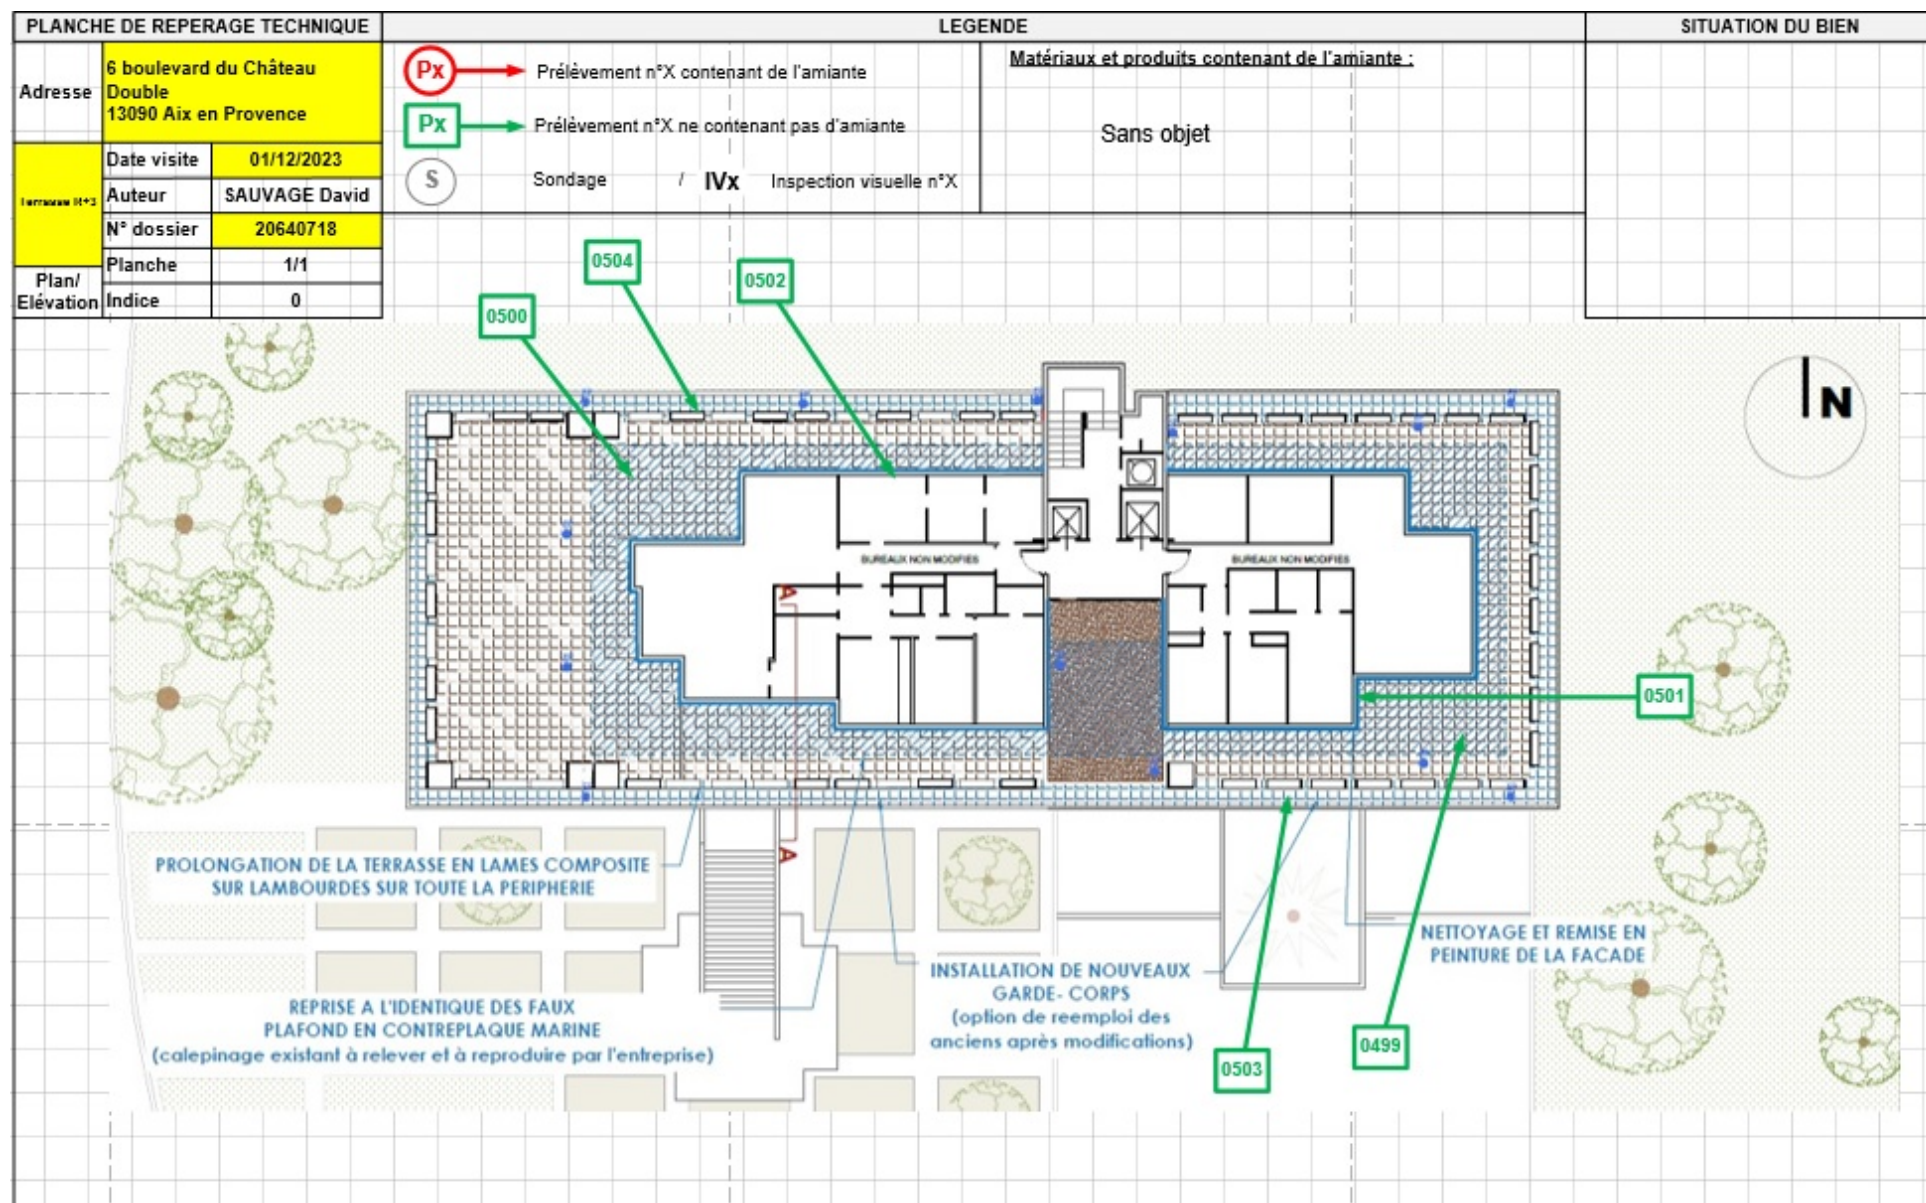 PLANCHE DE REPERAGE TECHNIQUE
LEGENDE
SITUATION DU BIEN
Adresse
6 boulevard du Château
Double
13090 Aix en Provence
Terrasse R+3
Date visite
01/12/2023
Auteur
SAUVAGE David
N° dossier
20640718
Plan/
Elévation
Planche
1/1
Indice
0
Px
Prélèvement n°X contenant de l'amiante
Px
Prélèvement n°X ne contenant pas d'amiante
S
Sondage / IVx Inspection visuelle n°X
Matériaux et produits contenant de l'amiante :
Sans objet
0504
0502
0500
N
BUREAUX NON MODIFIES
BUREAUX NON MODIFIES
A
0501
A
PROLONGATION DE LA TERRASSE EN LAMES COMPOSITE
SUR LAMBOURDES SUR TOUTE LA PERIPHERIE
NETTOYAGE ET REMISE EN
PEINTURE DE LA FACADE
INSTALLATION DE NOUVEAUX
GARDE- CORPS
(option de reemploi des
anciens après modifications)
REPRISE A L'IDENTIQUE DES FAUX
PLAFOND EN CONTREPLAQUE MARINE
(calepinage existant à relever et à reproduire par l'entreprise)
0499
0503